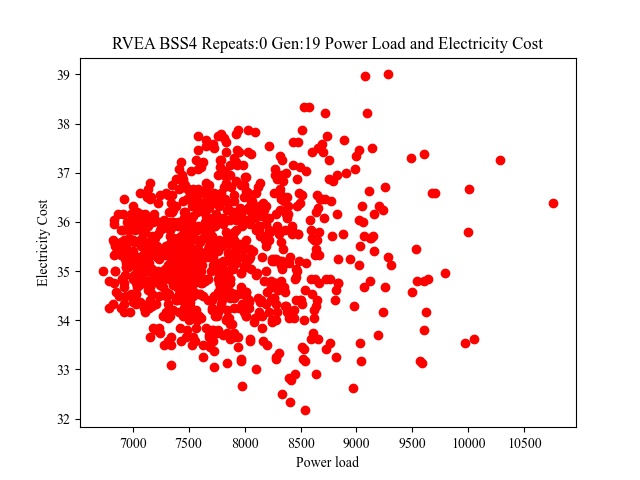 RVEA BSS4 Repeats:0 Gen:19 Power Load and Electricity Cost
39
38
37
36
35
34
33
32
Electricity Cost
7000 7500 8000 8500 9000 9500 10000 10500
Power load